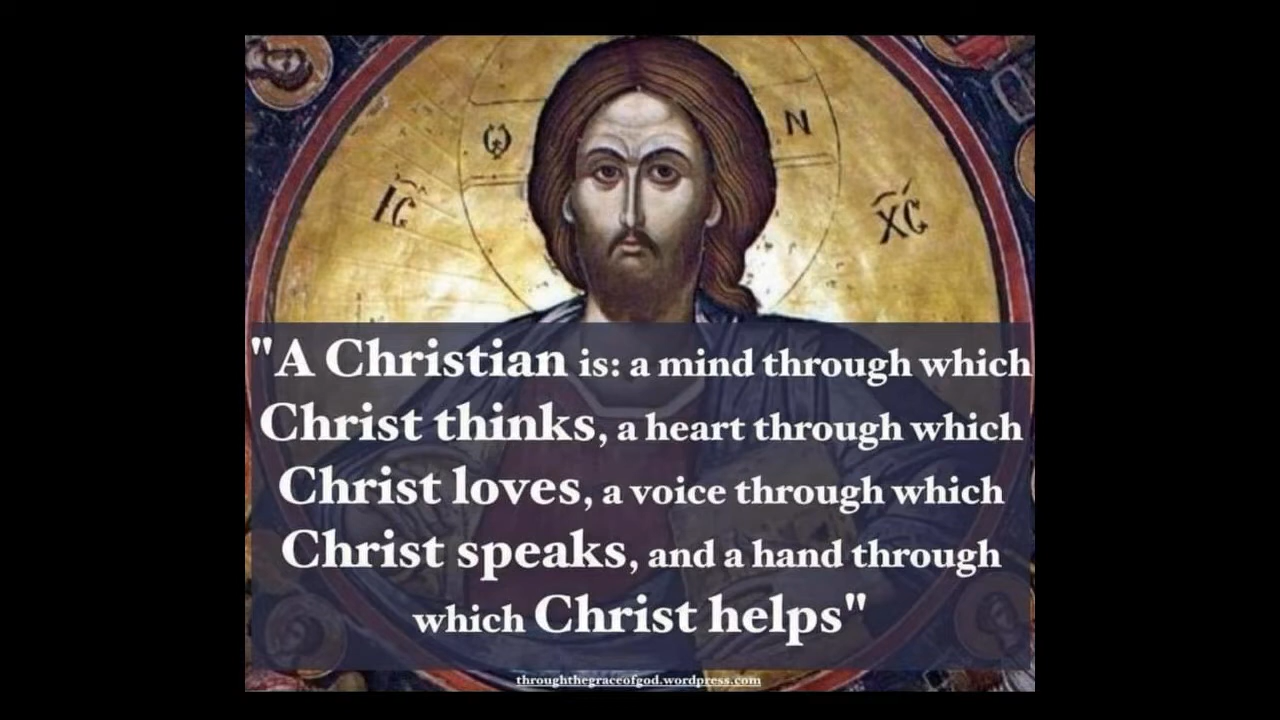 Ѡ N
IC XC
"A Christian is: a mind through which
Christ thinks, a heart through which
Christ loves, a voice through which
Christ speaks, and a hand through
which Christ helps"
throughthegraceofgod.wordpress.com